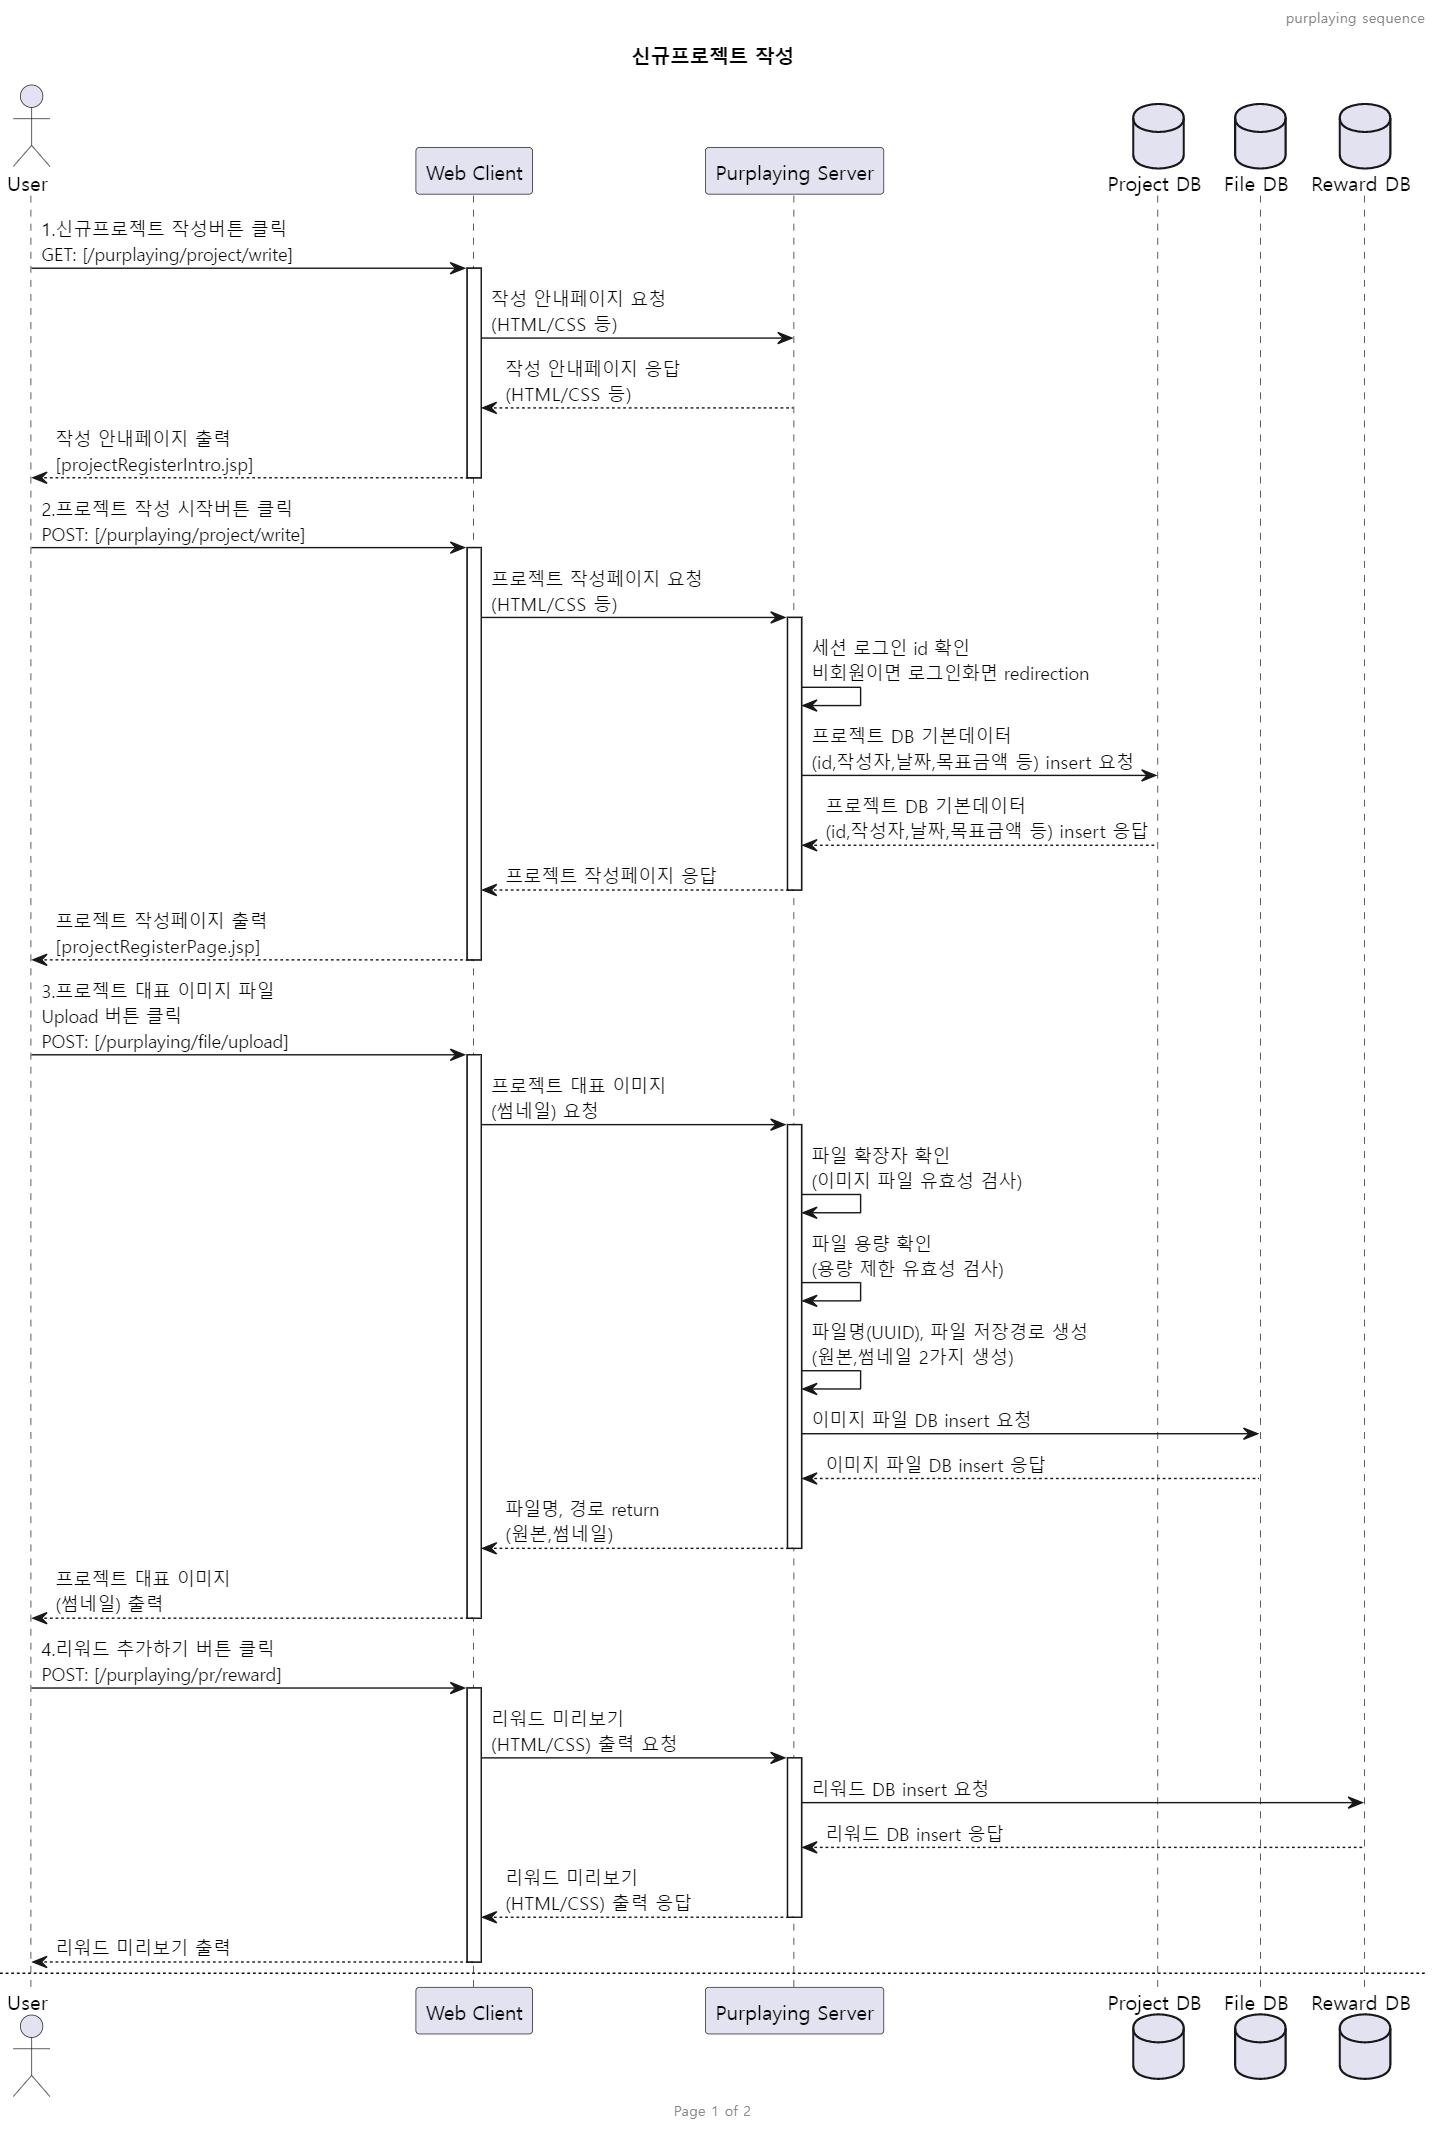 purplaying sequence
신규프로젝트 작성
User
Web Client
Purplaying Server
Project DB
File DB
Reward DB
1.신규프로젝트 작성버튼 클릭
GET: [/purplaying/project/write]
작성 안내페이지 요청
(HTML/CSS 등)
작성 안내페이지 응답
(HTML/CSS 등)
작성 안내페이지 출력
[projectRegisterIntro.jsp]
2.프로젝트 작성 시작버튼 클릭
POST: [/purplaying/project/write]
프로젝트 작성페이지 요청
(HTML/CSS 등)
세션 로그인 id 확인
비회원이면 로그인화면 redirection
프로젝트 DB 기본데이터
(id,작성자,날짜,목표금액 등) insert 요청
프로젝트 DB 기본데이터
(id,작성자,날짜,목표금액 등) insert 응답
프로젝트 작성페이지 응답
프로젝트 작성페이지 출력
[projectRegisterPage.jsp]
3.프로젝트 대표 이미지 파일
Upload 버튼 클릭
POST: [/purplaying/file/upload]
프로젝트 대표 이미지
(썸네일) 요청
파일 확장자 확인
(이미지 파일 유효성 검사)
파일 용량 확인
(용량 제한 유효성 검사)
파일명(UUID), 파일 저장경로 생성
(원본,썸네일 2가지 생성)
이미지 파일 DB insert 요청
이미지 파일 DB insert 응답
파일명, 경로 return
(원본,썸네일)
프로젝트 대표 이미지
(썸네일) 출력
4.리워드 추가하기 버튼 클릭
POST: [/purplaying/pr/reward]
리워드 미리보기
(HTML/CSS) 출력 요청
리워드 DB insert 요청
리워드 DB insert 응답
리워드 미리보기
(HTML/CSS) 출력 응답
리워드 미리보기 출력
User
Web Client
Purplaying Server
Project DB
File DB
Reward DB
Page 1 of 2